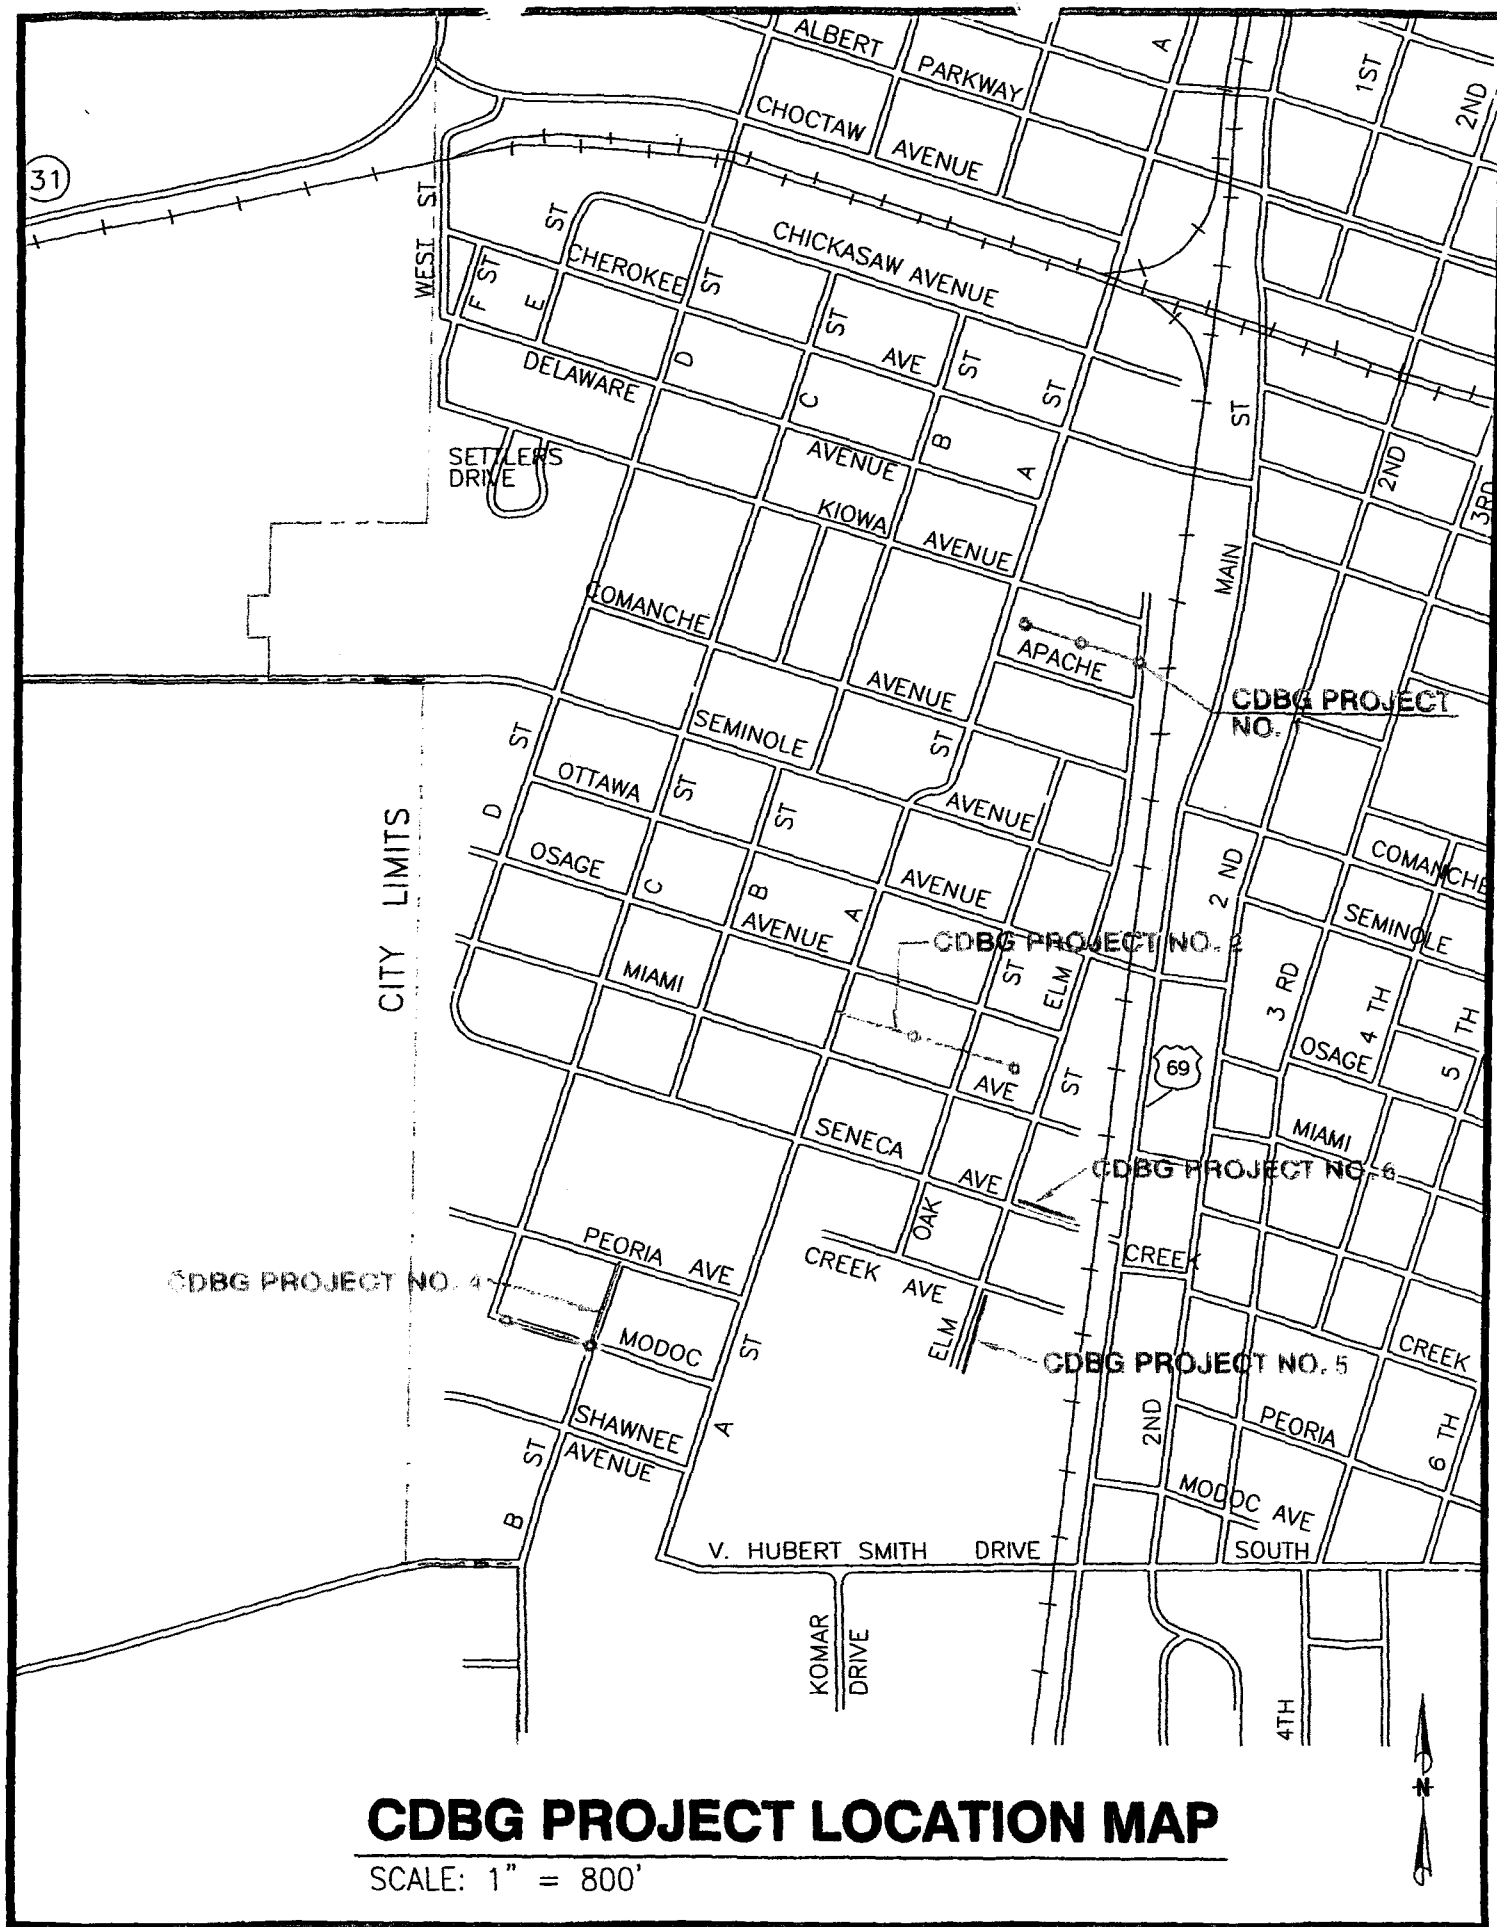 ALBERT PARKWAY
A
1ST
2ND
CHOCTAW AVENUE
31
WEST ST
ST
CHICKASAW AVENUE
CHEROKEE
ST
F ST
E
ST
AVE
ST
ST
ST
DELAWARE
D
C
B
A
AVENUE
SETTLERS
DRIVE
2ND
3RD
KIOWA AVENUE
MAIN
COMANCHE
APACHE
CDBG PROJECT
NO. 1
AVENUE
SEMINOLE
ST
ST
OTTAWA
ST
ST
AVENUE
D
CITY LIMITS
OSAGE
C
B
A
AVENUE
AVENUE
2 ND
COMANCHE
SEMINOLE
CDBG PROJECT NO. 2
MIAMI
ST
ELM
3 RD
4 TH
5 TH
OSAGE
69
AVE
ST
SENECA
AVE
MIAMI
CDBG PROJECT NO. 6
OAK
PEORIA AVE
CREEK AVE
CREEK
CDBG PROJECT NO. 4
MODOC
ST
ELM
CDBG PROJECT NO. 5
CREEK
SHAWNEE
AVENUE
A
ST
B
2ND
PEORIA
6 TH
MODOC AVE
V. HUBERT SMITH DRIVE SOUTH
KOMAR
DRIVE
4TH
N
CDBG PROJECT LOCATION MAP
SCALE: 1" = 800'